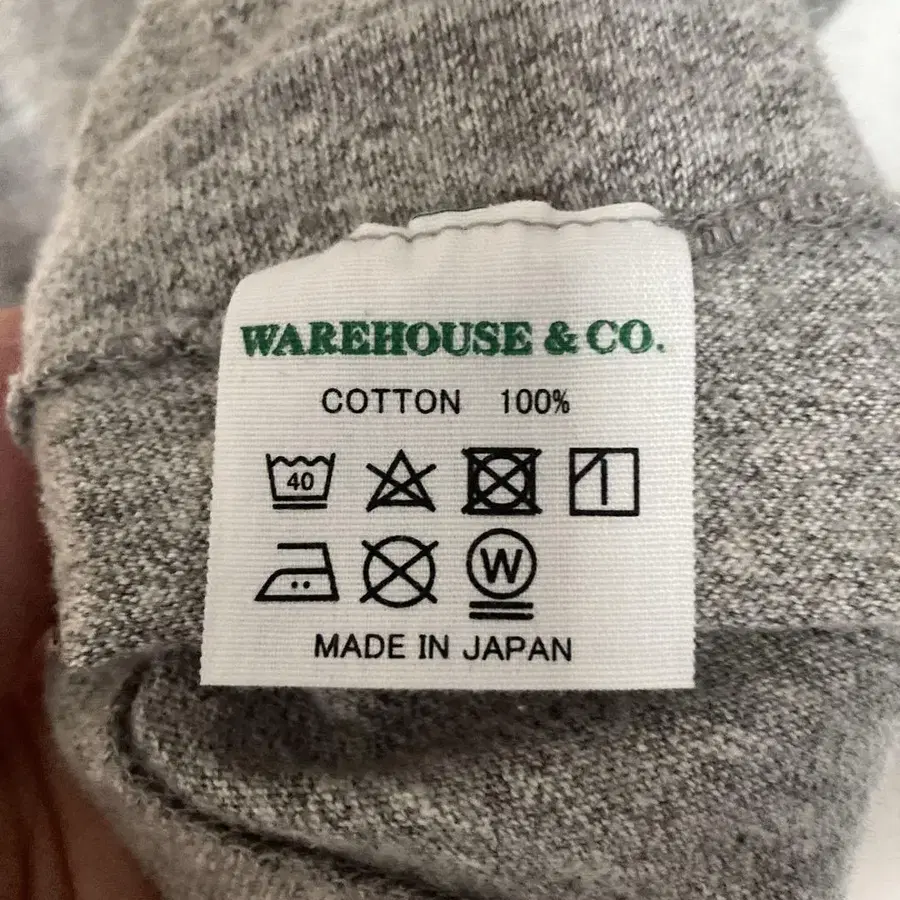 WAREHOUSE & CO.
COTTON 100%
40
W
MADE IN JAPAN